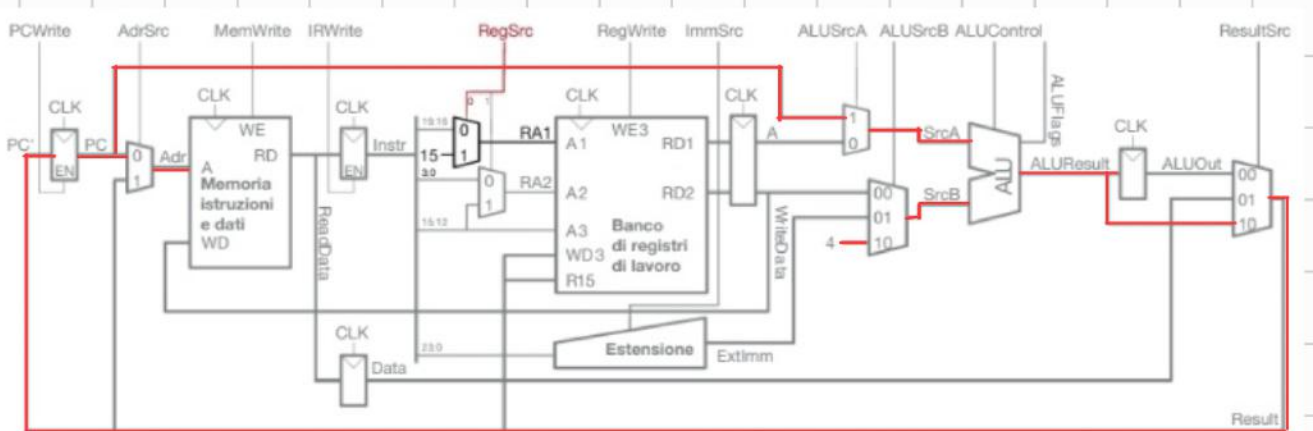 PCWrite AdrSrc MemWrite IRWrite RegSrc RegWrite ImmSrc ALUSrcA ALUSrcB ALUControl ResultSrc
CLK CLK CLK CLK CLK ALUFlags CLK
0 1
PC' PC EN
0 1 Adr
A WE RD
Memoria
istruzioni
e dati
WD
EN Instr
ReadData
19:16 0 RA1
15 1
3:0 0 RA2
1
15:12
A1 WE3 RD1
A2 RD2
A3
Banco
di registri
di lavoro
WD3
R15
A
WriteData
1 0 SrcA
00 01 10 SrcB
4
ALU
ALUResult ALUOut
00 01 10
23:0 Estensione ExtImm
CLK
Data
Result